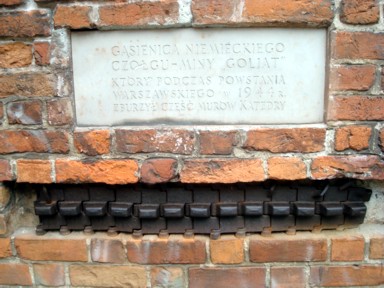 GĄSIENICA NIEMIECKIEGO
CZOŁGU-MINY "GOLIAT"
KTÓRY PODCZAS POWSTANIA
WARSZAWSKIEGO W 1944 R
ZBURZYŁ CZĘŚĆ MURÓW KATEDRY